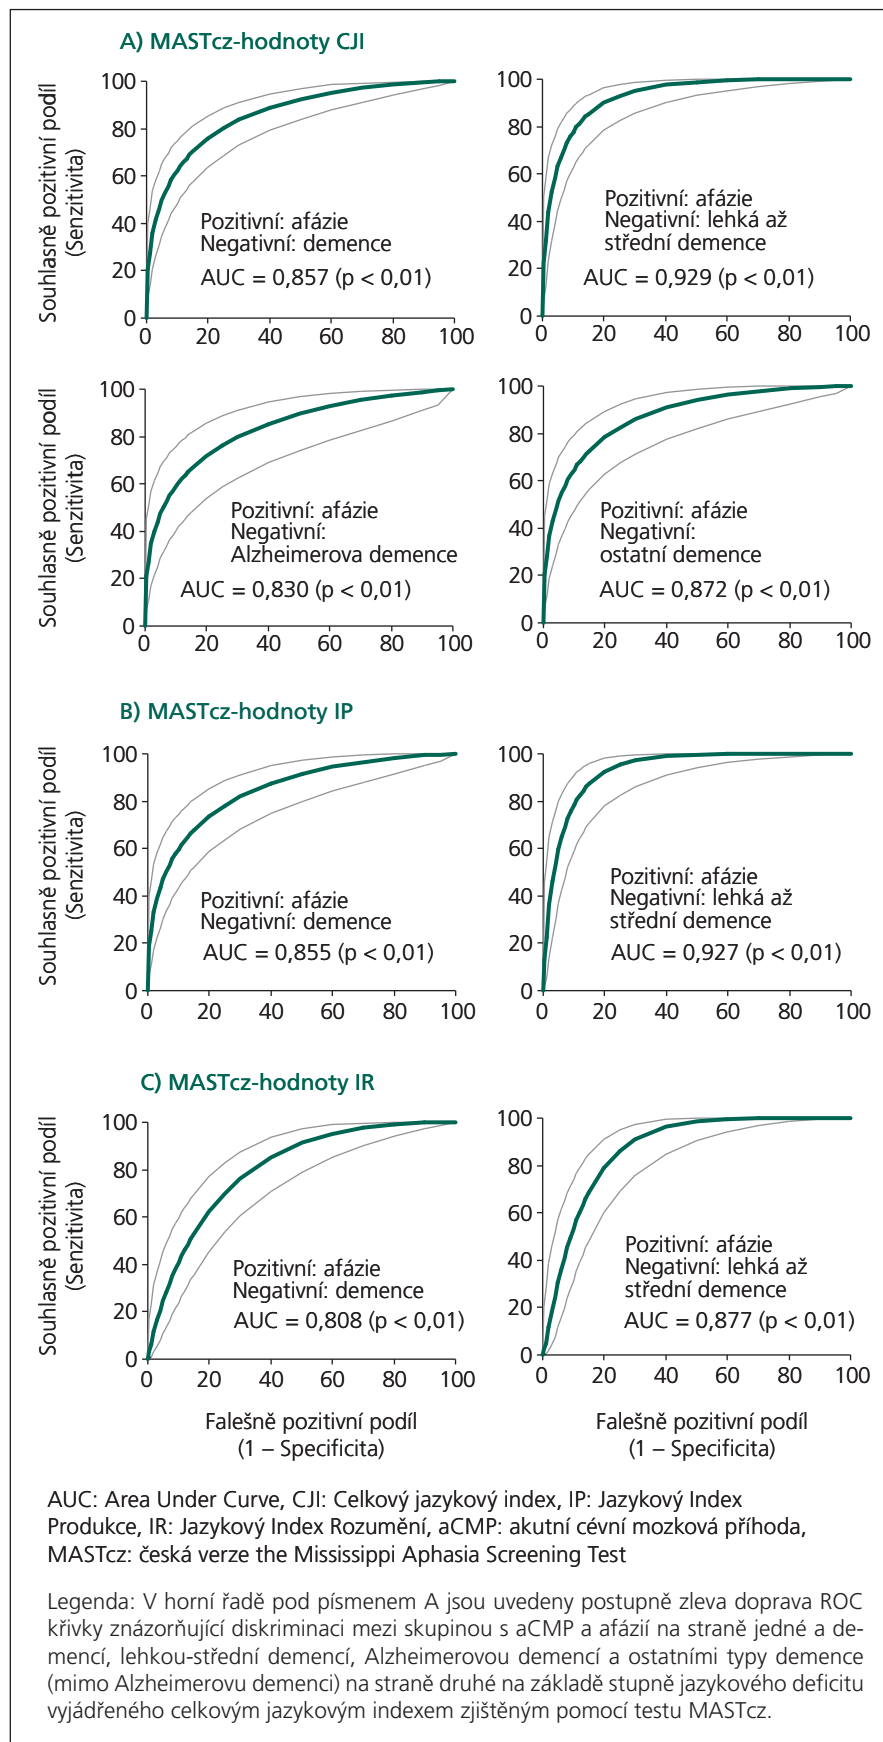 A) MASTcz-hodnoty CJI
Souhlasně pozitivní podíl
(Senzitivita)
100
80
60
40
20
0
Pozitivní: afázie
Negativní: demence
AUC = 0,857 (p < 0,01)
0 20 40 60 80 100
100
80
60
40
20
0
Pozitivní: afázie
Negativní: lehká až
střední demence
AUC = 0,929 (p < 0,01)
0 20 40 60 80 100
Souhlasně pozitivní podíl
(Senzitivita)
100
80
60
40
20
0
Pozitivní: afázie
Negativní:
Alzheimerova demence
AUC = 0,830 (p < 0,01)
0 20 40 60 80 100
100
80
60
40
20
0
Pozitivní: afázie
Negativní:
ostatní demence
AUC = 0,872 (p < 0,01)
0 20 40 60 80 100
B) MASTcz-hodnoty IP
Souhlasně pozitivní podíl
(Senzitivita)
100
80
60
40
20
0
Pozitivní: afázie
Negativní: demence
AUC = 0,855 (p < 0,01)
0 20 40 60 80 100
100
80
60
40
20
0
Pozitivní: afázie
Negativní: lehká až
střední demence
AUC = 0,927 (p < 0,01)
0 20 40 60 80 100
C) MASTcz-hodnoty IR
Souhlasně pozitivní podíl
(Senzitivita)
100
80
60
40
20
0
Pozitivní: afázie
Negativní: demence
AUC = 0,808 (p < 0,01)
0 20 40 60 80 100
Falešně pozitivní podíl
(1 – Specificita)
100
80
60
40
20
0
Pozitivní: afázie
Negativní: lehká až
střední demence
AUC = 0,877 (p < 0,01)
0 20 40 60 80 100
Falešně pozitivní podíl
(1 – Specificita)
AUC: Area Under Curve, CJI: Celkový jazykový index, IP: Jazykový Index
Produkce, IR: Jazykový Index Rozumění, aCMP: akutní cévní mozková příhoda,
MASTcz: česká verze the Mississippi Aphasia Screening Test
Legenda: V horní řadě pod písmenem A jsou uvedeny postupně zleva doprava ROC
křivky znázorňující diskriminaci mezi skupinou s aCMP a afázií na straně jedné a de-
mencí, lehkou-střední demencí, Alzheimerovou demencí a ostatními typy demence
(mimo Alzheimerovu demenci) na straně druhé na základě stupně jazykového deficitu
vyjádřeného celkovým jazykovým indexem zjištěným pomocí testu MASTcz.